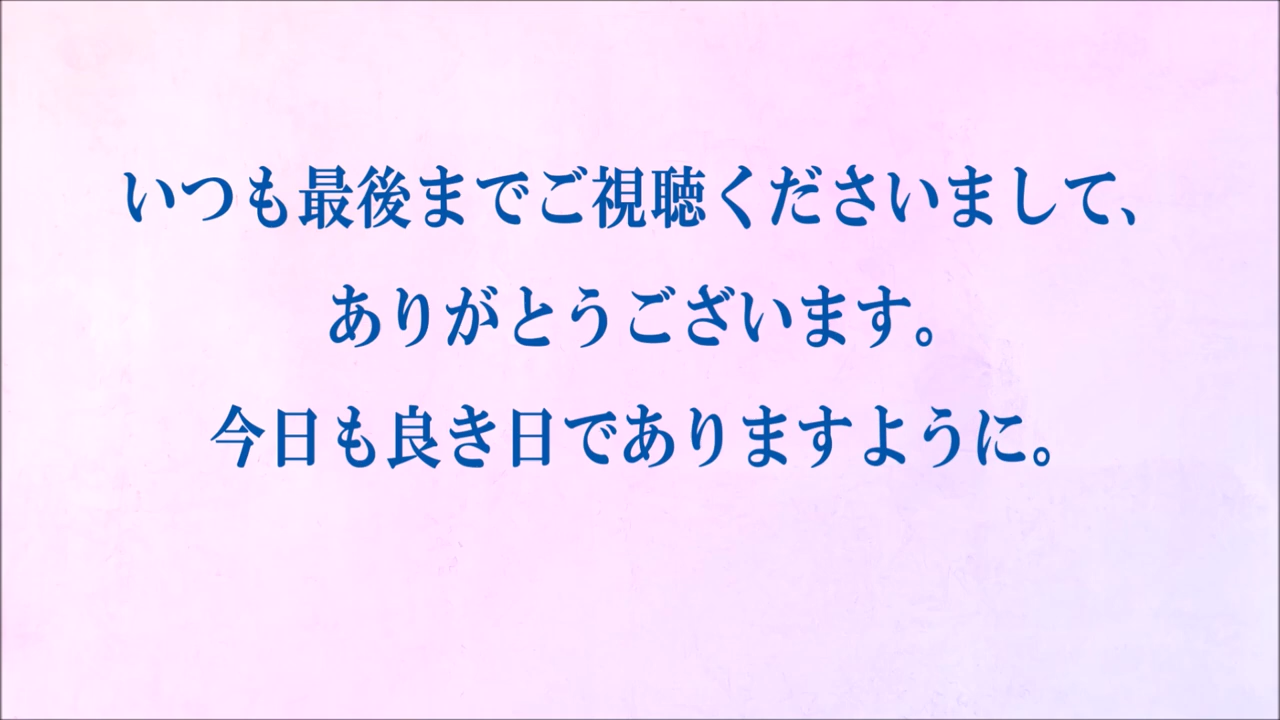 いつも最後までご視聴くださいまして、
ありがとうございます。
今日も良き日でありますように。